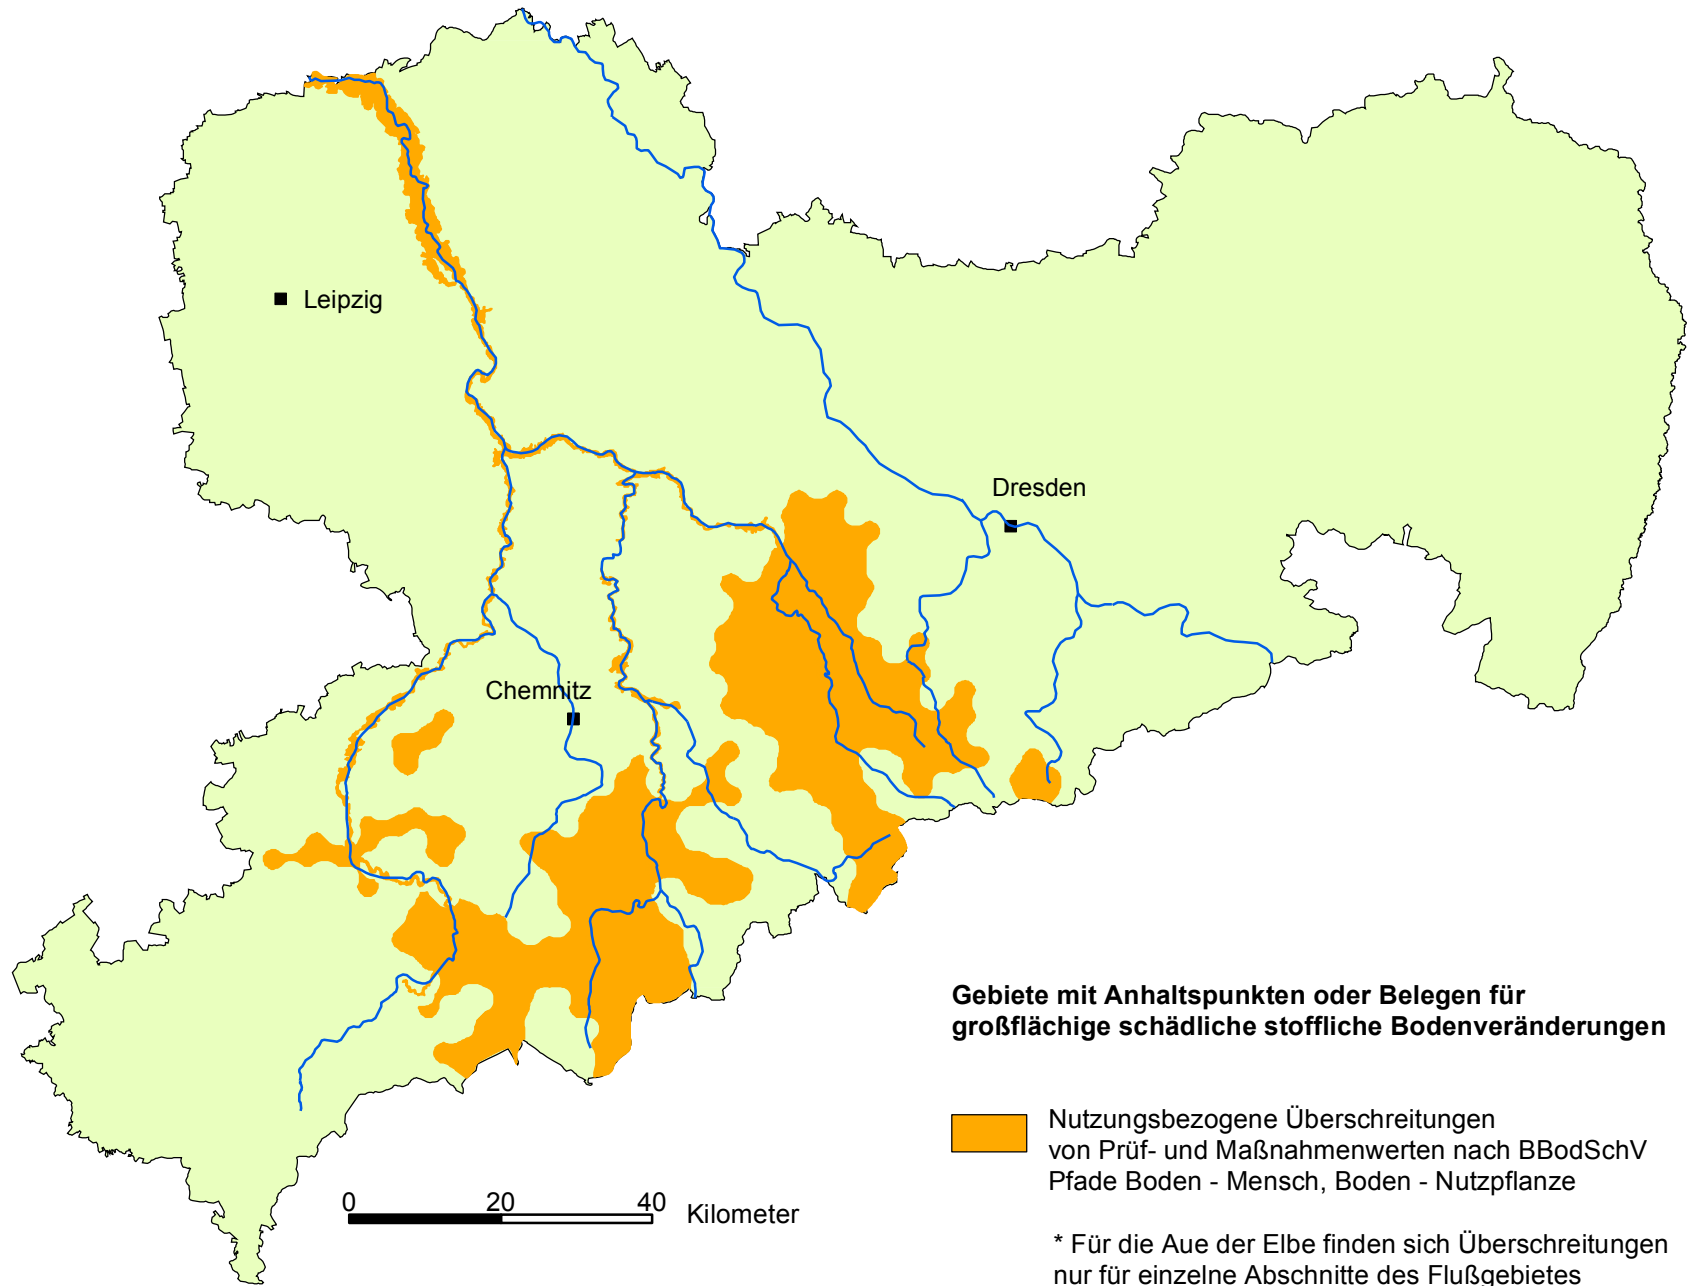 Leipzig
Dresden
Chemnitz
Gebiete mit Anhaltspunkten oder Belegen für
großflächige schädliche stoffliche Bodenveränderungen
Nutzungsbezogene Überschreitungen
von Prüf- und Maßnahmenwerten nach BBodSchV
Pfade Boden - Mensch, Boden - Nutzpflanze
0 20 40
Kilometer
* Für die Aue der Elbe finden sich Überschreitungen
nur für einzelne Abschnitte des Flußgebietes